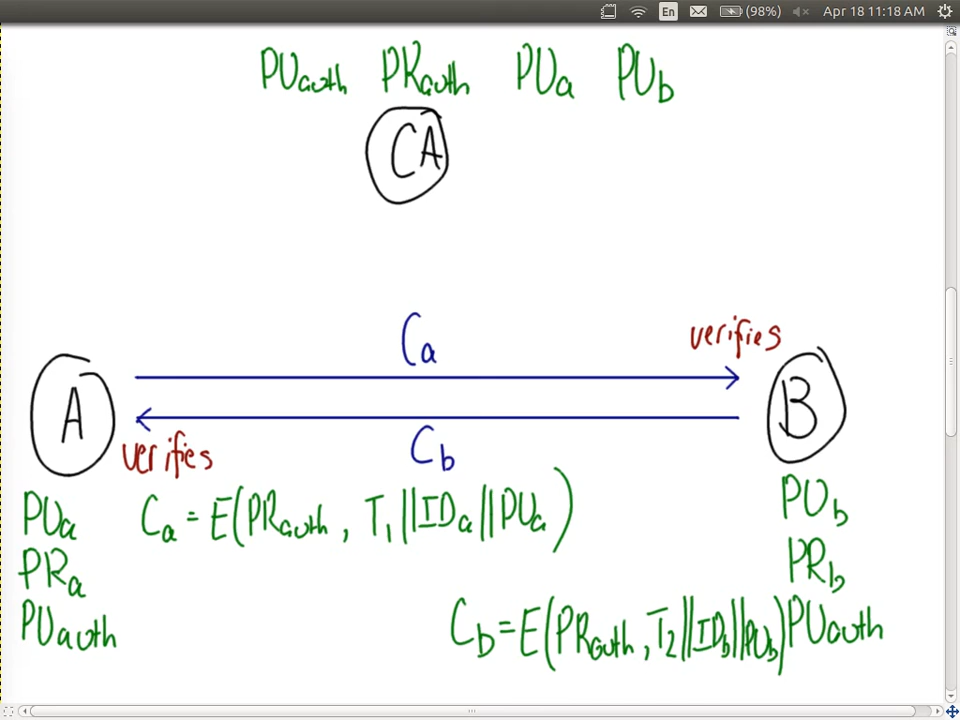 En (98%) Apr 18 11:18 AM
PUauth PRauth PUa PUb
CA
Ca
verifies
A
B
verifies
Cb
PUa
Ca = E(PRauth, T1||IDa||PUa)
PUb
PRa
PRb
PUauth
Cb = E(PRauth, T2||IDb||PUb)
PUauth